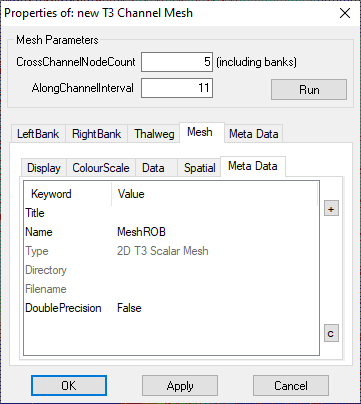 Properties of: new T3 Channel Mesh
Mesh Parameters
CrossChannelNodeCount 5 (including banks)
AlongChannelInterval 11 Run
LeftBank RightBank Thalweg Mesh Meta Data
Display ColourScale Data Spatial Meta Data
Keyword Value
Title
+
Name MeshROB
Type 2D T3 Scalar Mesh
Directory
Filename
DoublePrecision False
c
OK Apply Cancel